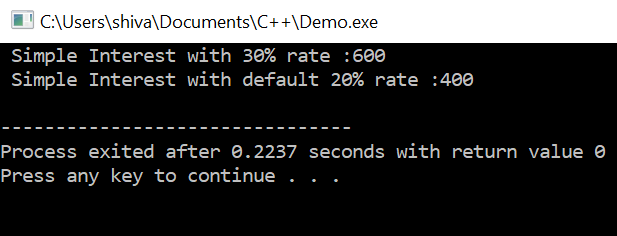 C:\Users\shiva\Documents\C++\Demo.exe
Simple Interest with 30% rate :600
Simple Interest with default 20% rate :400
--------------------------------
Process exited after 0.2237 seconds with return value 0
Press any key to continue . . .